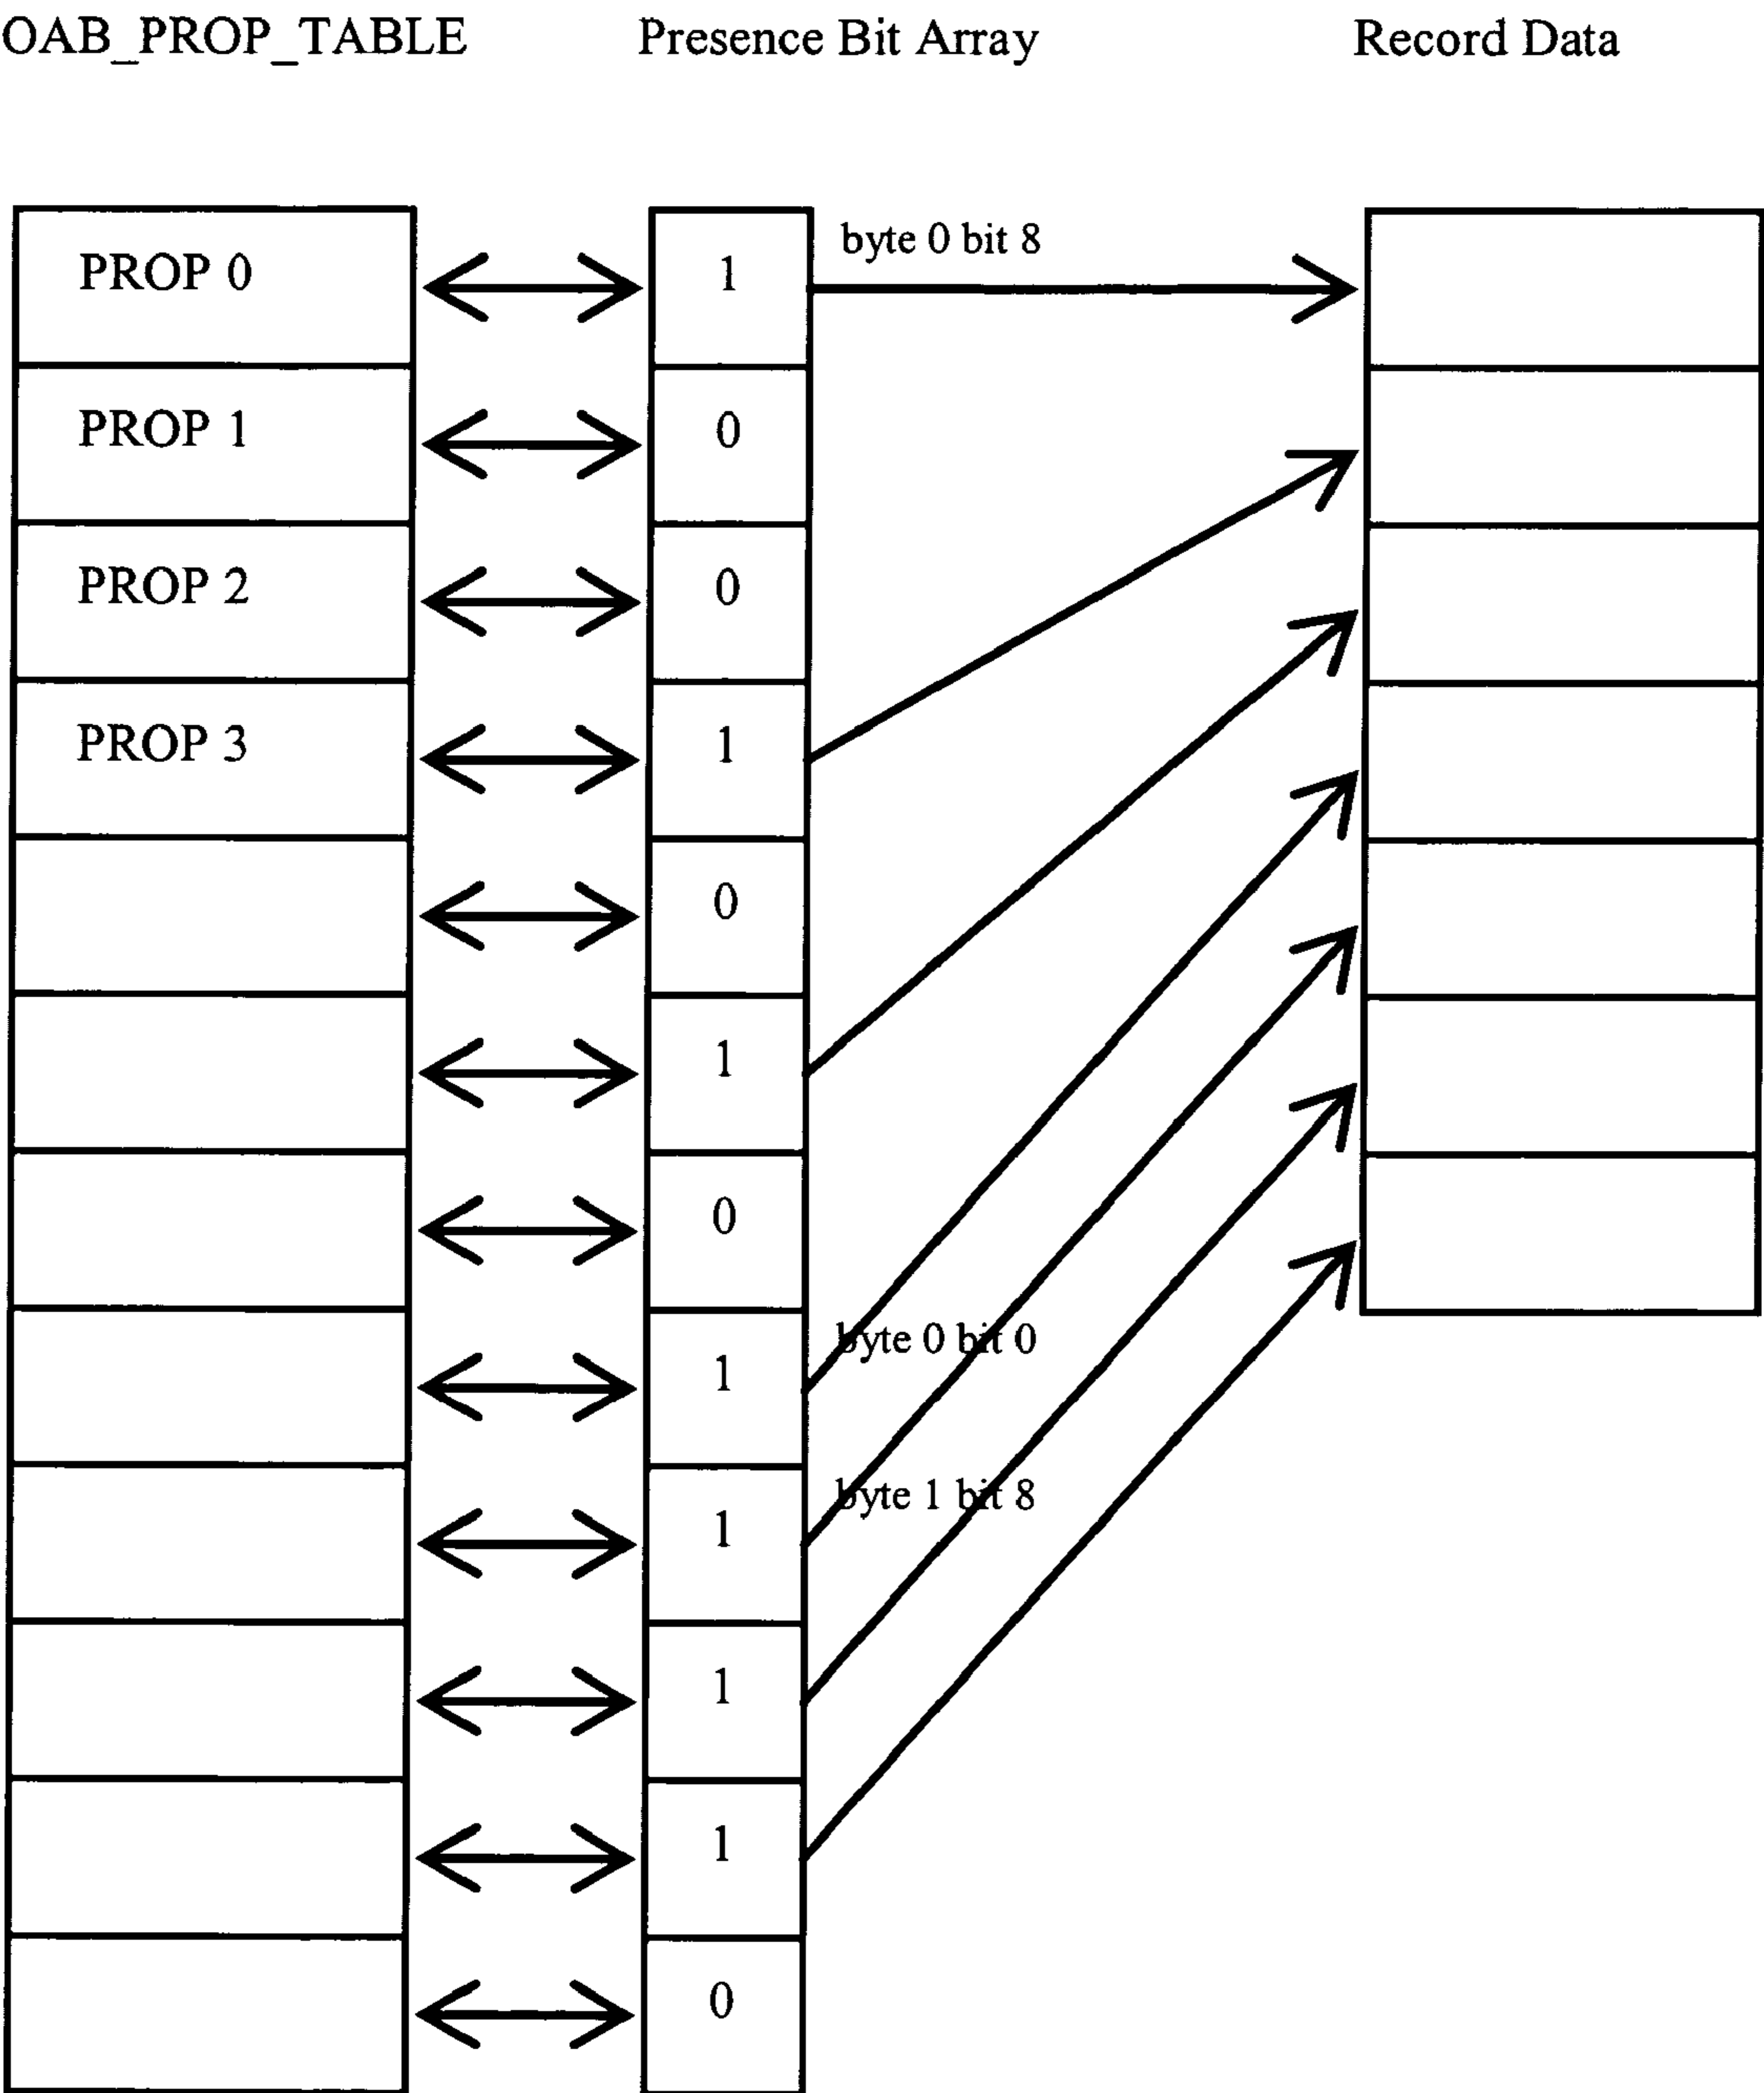 OAB_PROP_TABLE Presence Bit Array Record Data
PROP 0 1 byte 0 bit 8
PROP 1 0
PROP 2 0
PROP 3 1
0
1
0
byte 0 bit 0
1
byte 1 bit 8
1
1
1
0